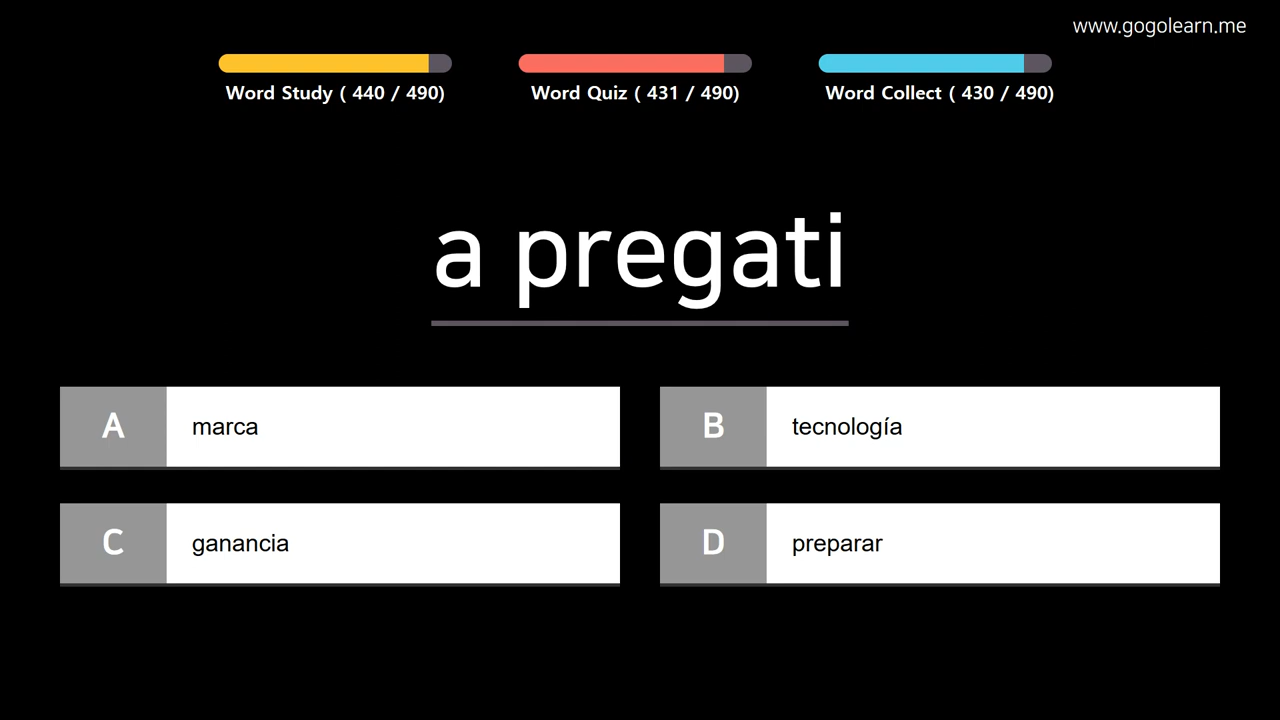 www.gogolearn.me
Word Study ( 440 / 490)
Word Quiz ( 431 / 490)
Word Collect ( 430 / 490)
a pregati
A marca
B tecnología
C ganancia
D preparar